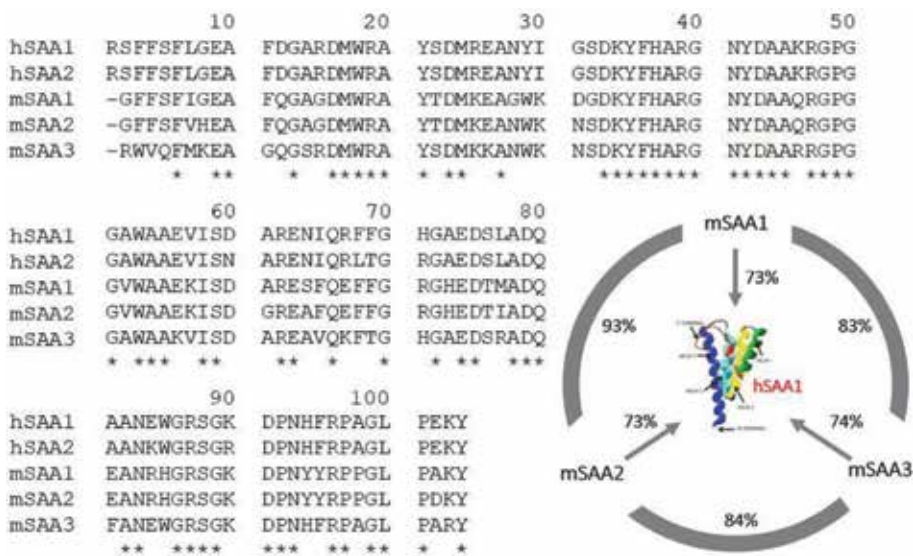 10 20 30 40 50
hSAA1 RSFFSFLGEA FDGARDMWRA YSDMREANYI GSDKYFHARG NYDAAKRGPG
hSAA2 RSFFSFLGEA FDGARDMWRA YSDMREANYI GSDKYFHARG NYDAAKRGPG
mSAA1 -GFFSFIGEA FQGAGDMWRA YTDMKEAGWK DGDKYFHARG NYDAAQRGPG
mSAA2 -GFFSFVHEA FQGAGDMWRA YTDMKEANWK NSDKYFHARG NYDAAQRGPG
mSAA3 -RWVQFMKEA GQGSRDMWRA YSDMKKANWK NSDKYFHARG NYDAARRGPG
* ** * ***** * ** * ******** ***** ****
60 70 80
hSAA1 GAWAAEVISD ARENIQRFFG HGAEDSLADQ
hSAA2 GAWAAEVISN ARENIQRLTG RGAEDSLADQ
mSAA1 GVWAAEKISD ARESFQEFFG RGHEDTMADQ
mSAA2 GVWAAEKISD GREAFQEFFG RGHEDTIADQ
mSAA3 GAWAAKVISD AREAVQKFTG HGAEDSRADQ
* *** ** ** * * * ** ***
90 100
hSAA1 AANEWGRSGK DPNHFRPAGL PEKY
hSAA2 AANKWGRSGR DPNHFRPAGL PEKY
mSAA1 EANRHGRSGK DPNYYRPPGL PAKY
mSAA2 EANRHGRSGK DPNYYRPPGL PDKY
mSAA3 FANEWGRSGK DPNHFRPAGL PARY
** **** *** ** ** * *
mSAA1
73%
93%
83%
hSAA1
73%
74%
mSAA2
mSAA3
84%